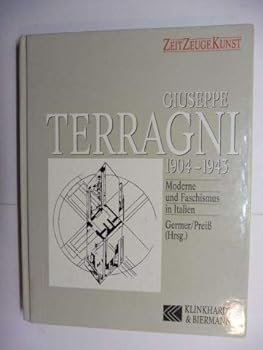 ZEITZEUGEKUNST
GIUSEPPE
TERRAGNI
1904–1943
Moderne
und Faschismus
in Italien
Germer/Preiß
(Hrsg.)
KLINKHARDT
& BIERMANN